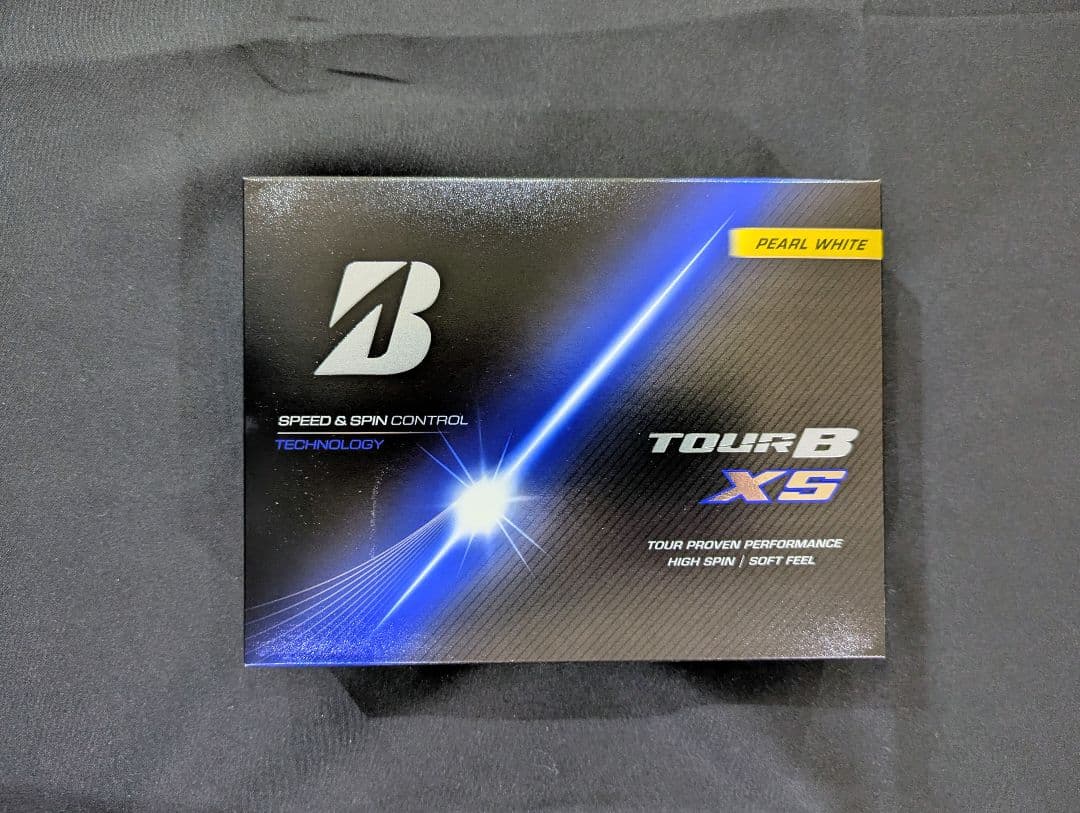 PEARL WHITE
B
SPEED & SPIN CONTROL
TECHNOLOGY
TOUR B
XS
TOUR PROVEN PERFORMANCE
HIGH SPIN / SOFT FEEL